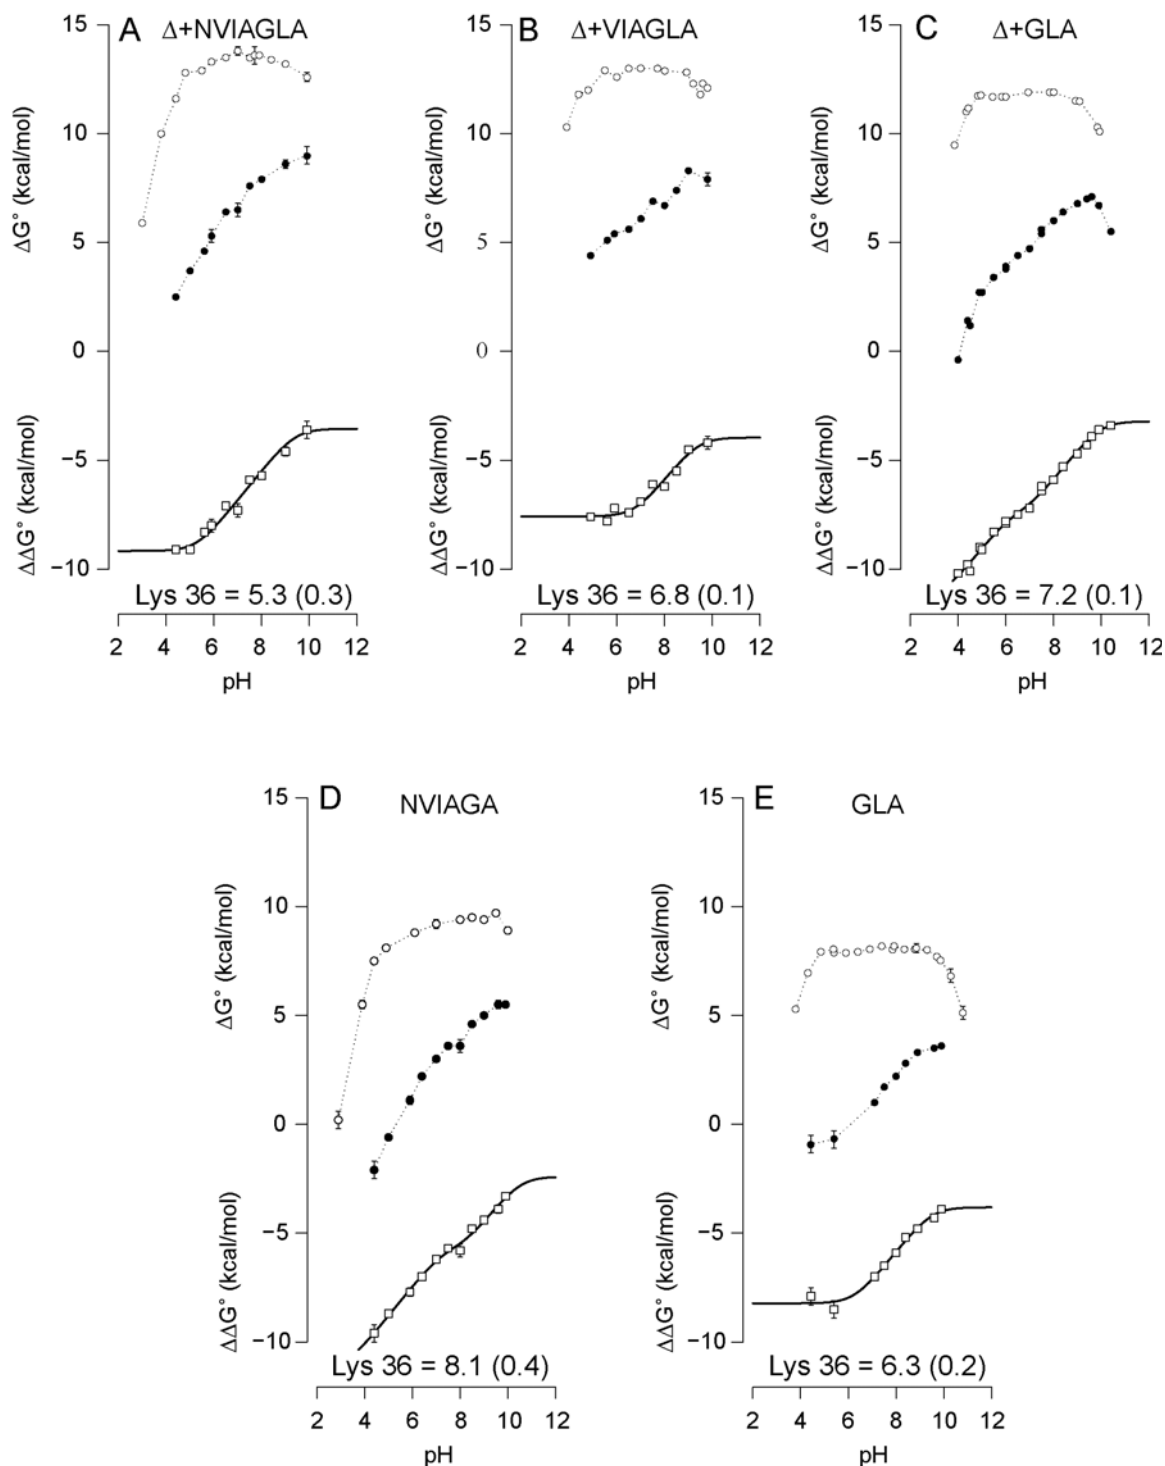 A Δ+NVIAGLA
15
10
5
0
−5
−10
ΔG° (kcal/mol)
ΔΔG° (kcal/mol)
Lys 36 = 5.3 (0.3)
2 4 6 8 10 12
pH
B Δ+VIAGLA
15
10
5
0
−5
−10
ΔG° (kcal/mol)
ΔΔG° (kcal/mol)
Lys 36 = 6.8 (0.1)
2 4 6 8 10 12
pH
C Δ+GLA
15
10
5
0
−5
−10
ΔG° (kcal/mol)
ΔΔG° (kcal/mol)
Lys 36 = 7.2 (0.1)
2 4 6 8 10 12
pH
D NVIAGA
15
10
5
0
−5
−10
ΔG° (kcal/mol)
ΔΔG° (kcal/mol)
Lys 36 = 8.1 (0.4)
2 4 6 8 10 12
pH
E GLA
15
10
5
0
−5
−10
ΔG° (kcal/mol)
ΔΔG° (kcal/mol)
Lys 36 = 6.3 (0.2)
2 4 6 8 10 12
pH